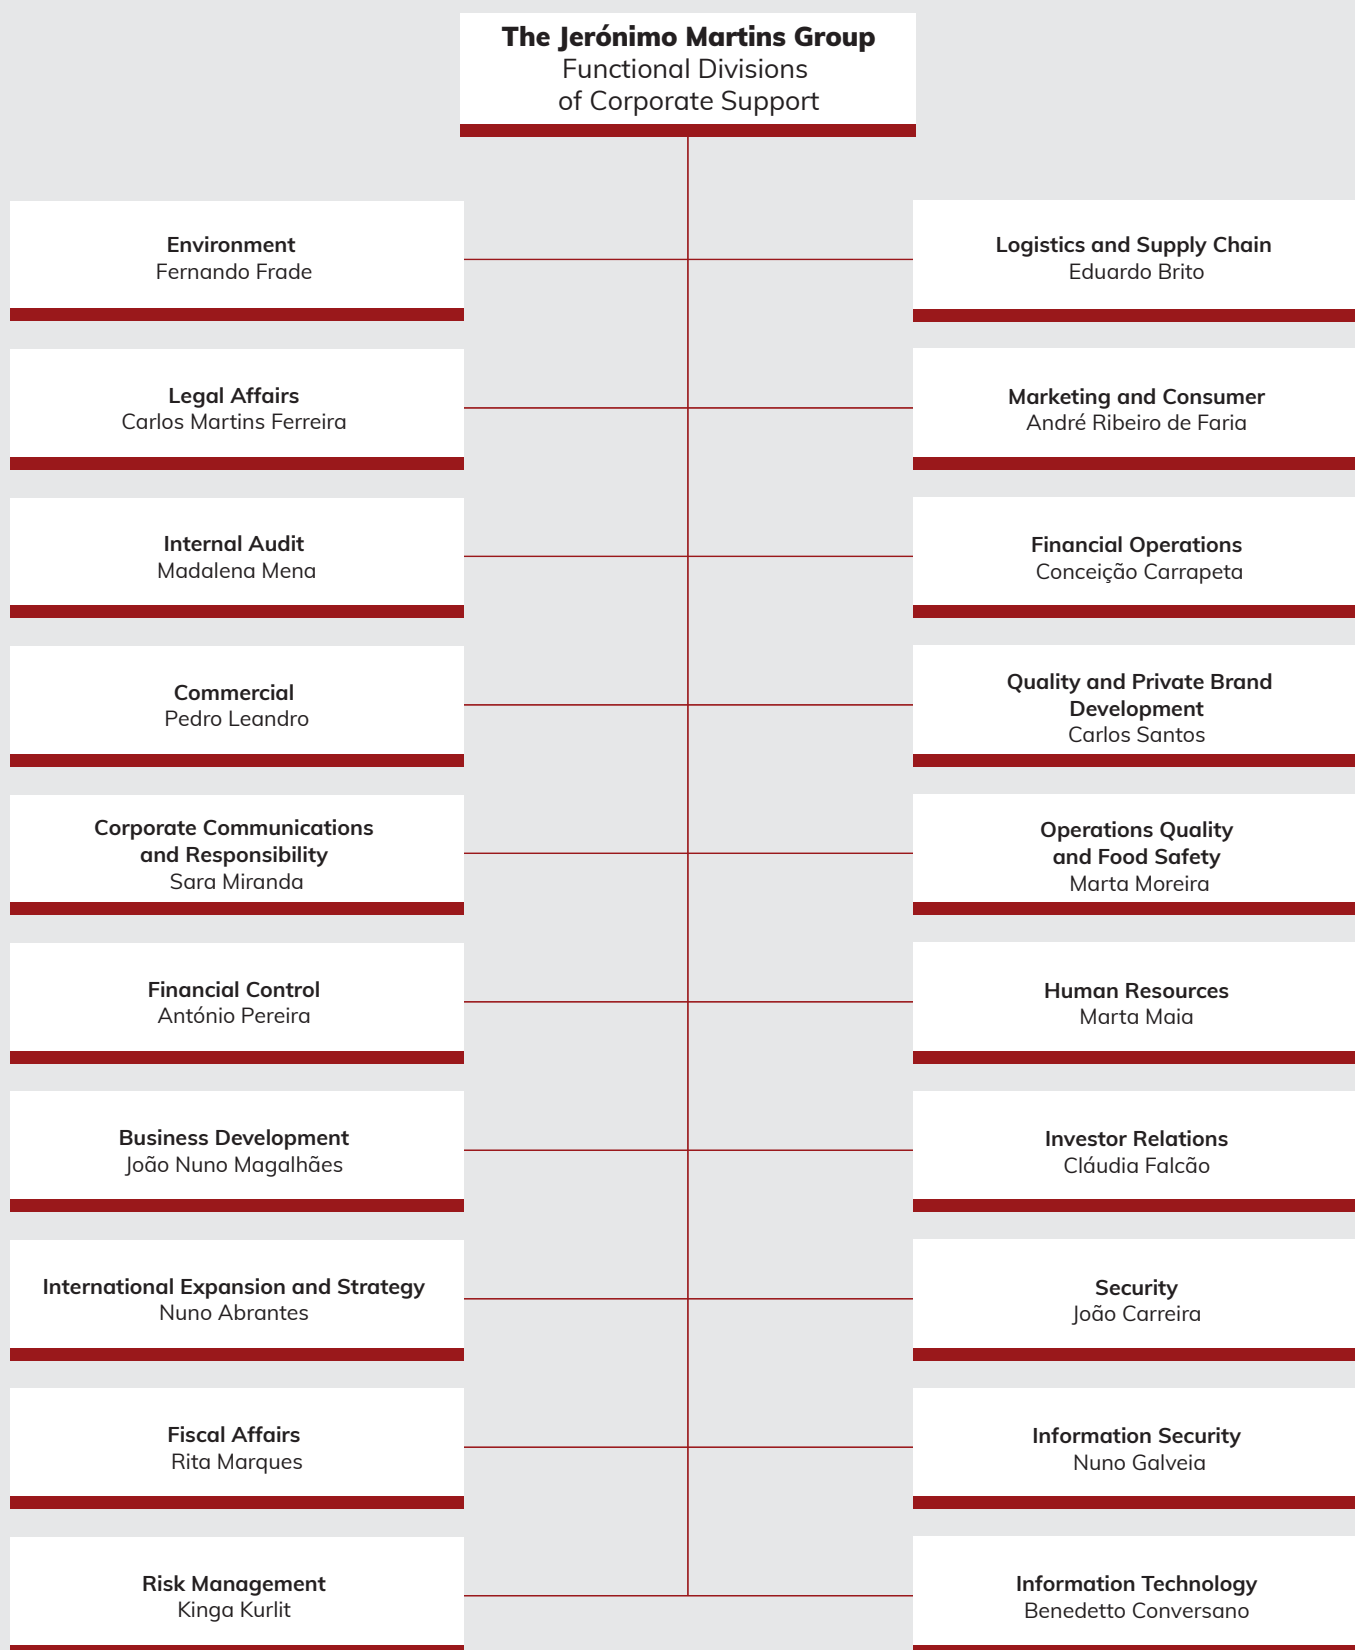 The Jerónimo Martins Group
Functional Divisions
of Corporate Support
Environment
Fernando Frade
Logistics and Supply Chain
Eduardo Brito
Legal Affairs
Carlos Martins Ferreira
Marketing and Consumer
André Ribeiro de Faria
Internal Audit
Madalena Mena
Financial Operations
Conceição Carrapeta
Commercial
Pedro Leandro
Quality and Private Brand
Development
Carlos Santos
Corporate Communications
and Responsibility
Sara Miranda
Operations Quality
and Food Safety
Marta Moreira
Financial Control
António Pereira
Human Resources
Marta Maia
Business Development
João Nuno Magalhães
Investor Relations
Cláudia Falcão
International Expansion and Strategy
Nuno Abrantes
Security
João Carreira
Fiscal Affairs
Rita Marques
Information Security
Nuno Galveia
Risk Management
Kinga Kurlit
Information Technology
Benedetto Conversano